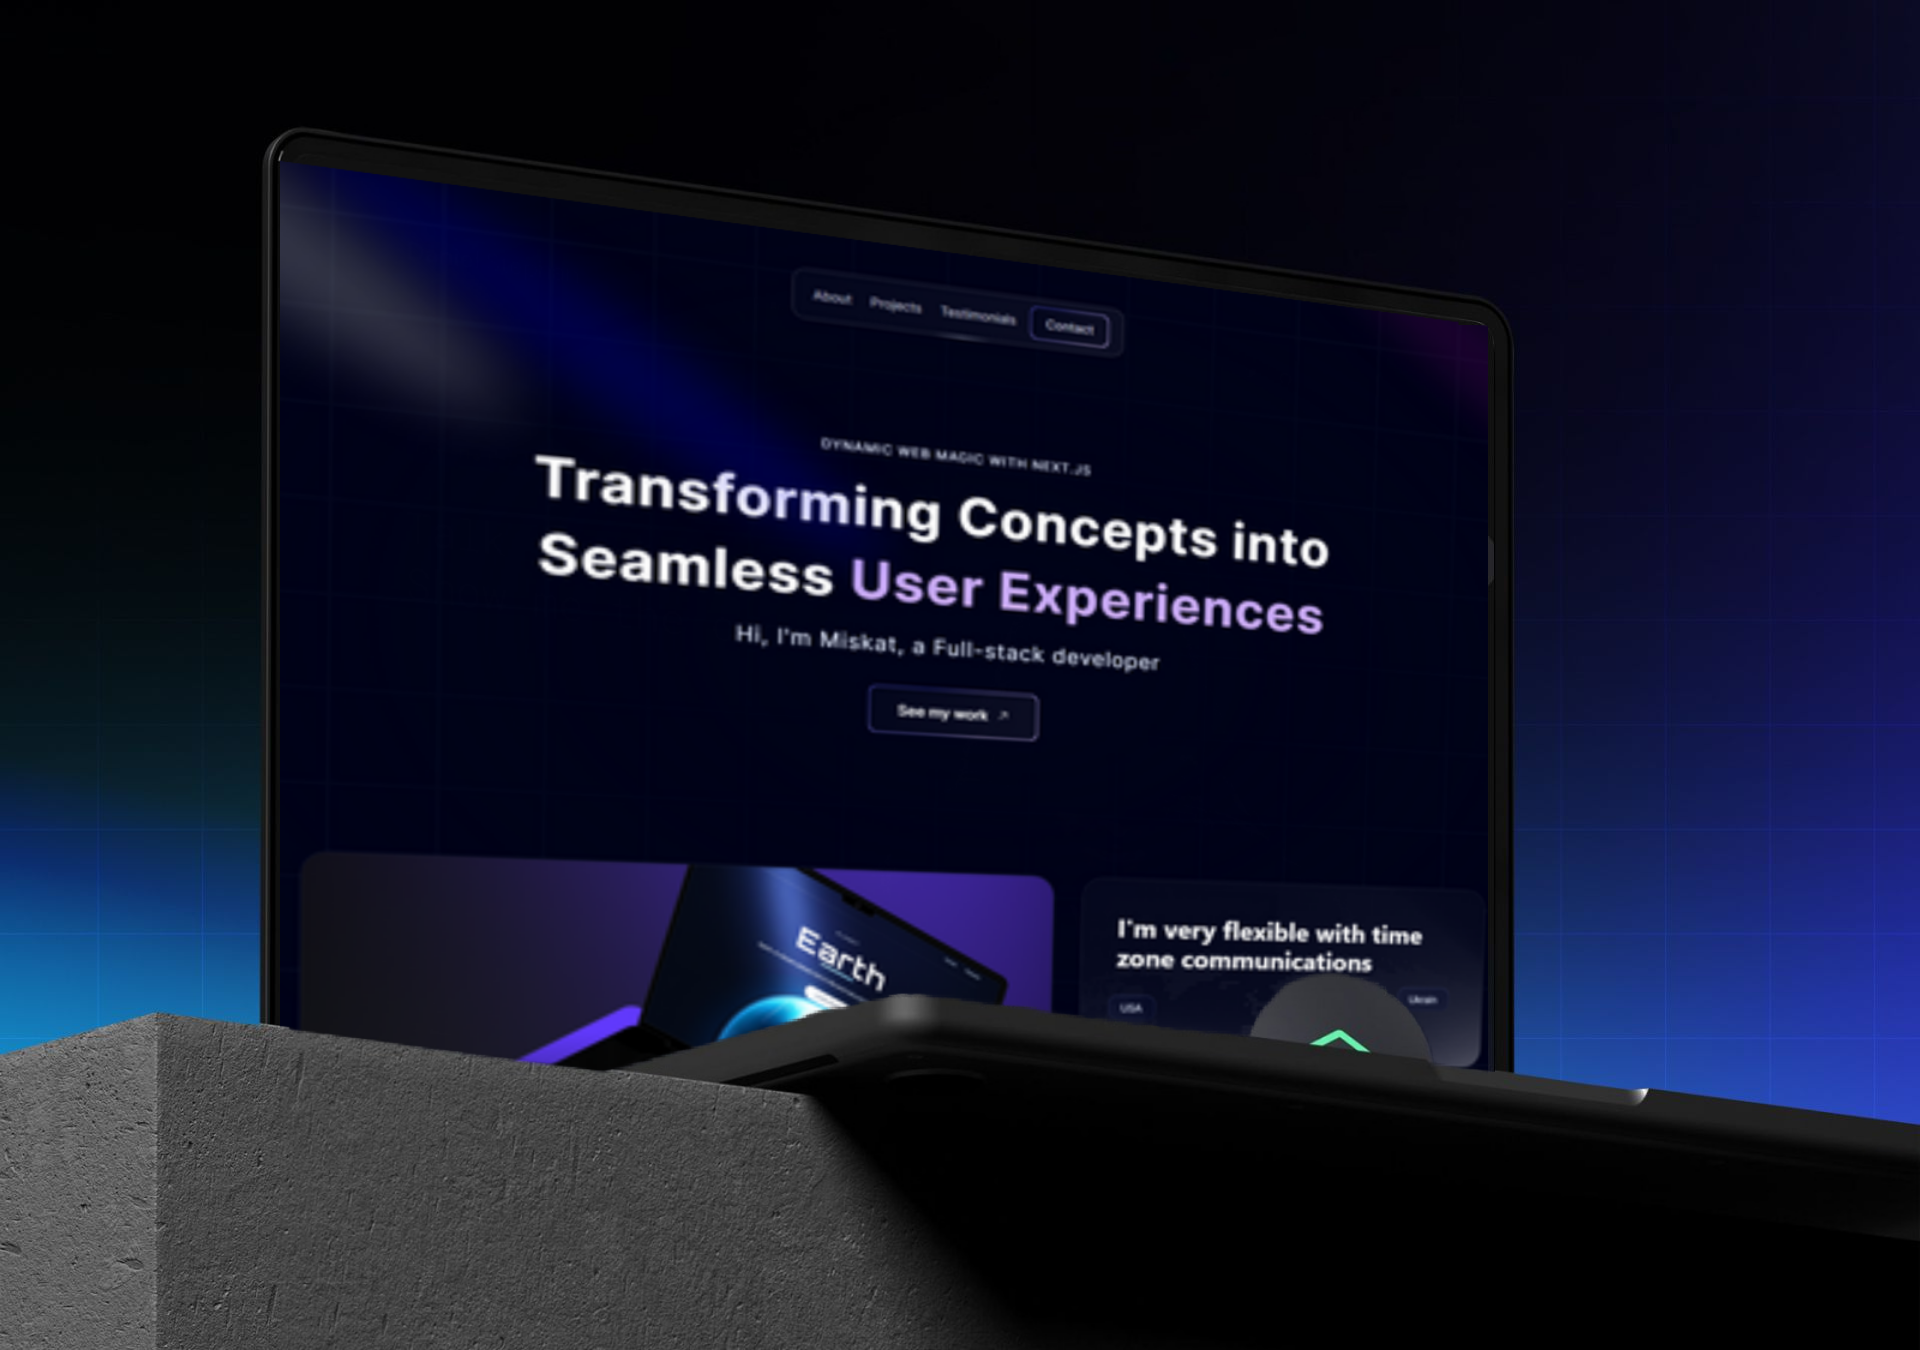 About Projects Testimonials Contact
DYNAMIC WEB MAGIC WITH NEXT.JS
Transforming Concepts into
Seamless User Experiences
Hi, I'm Miskat, a Full-stack developer
See my work ↗
Earth
I'm very flexible with time
zone communications
USA
Ukrain